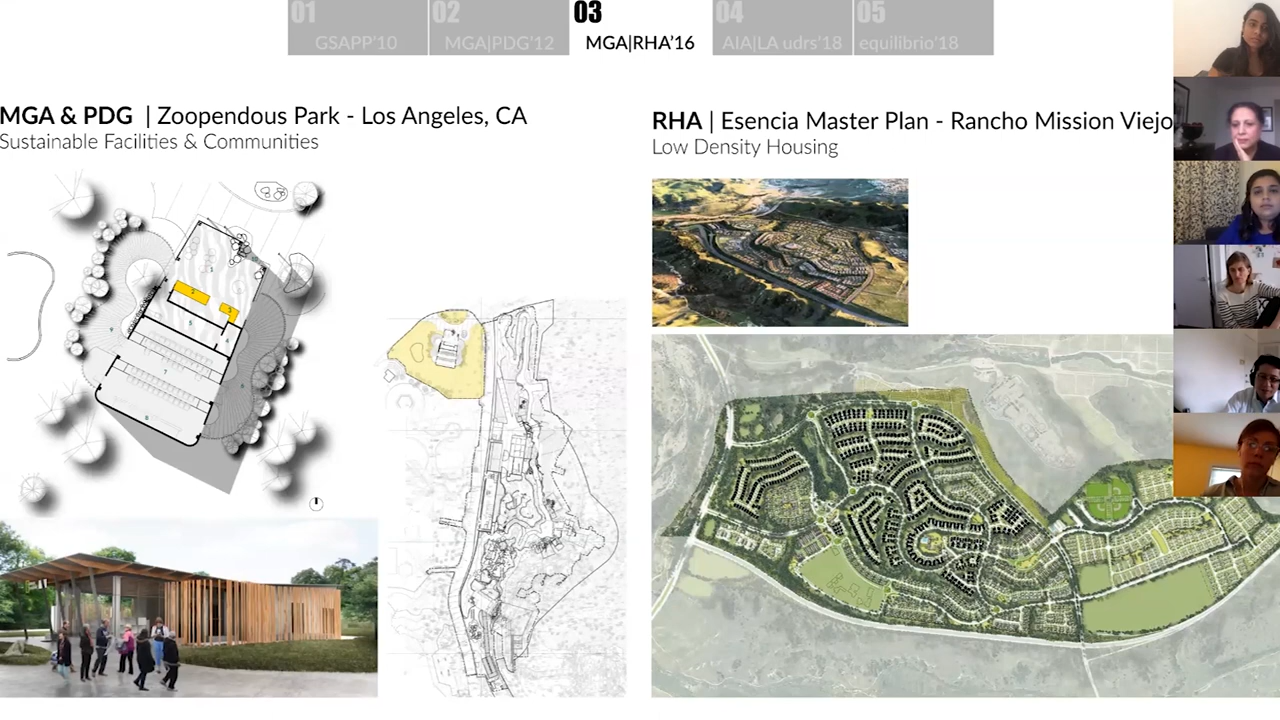 01
GSAPP'10
02
MGA|PDG'12
03
MGA|RHA'16
04
AIA|LA udrs'18
05
equilibrio'18
MGA & PDG | Zoopendous Park - Los Angeles, CA
Sustainable Facilities & Communities
RHA | Esencia Master Plan - Rancho Mission Viejo
Low Density Housing